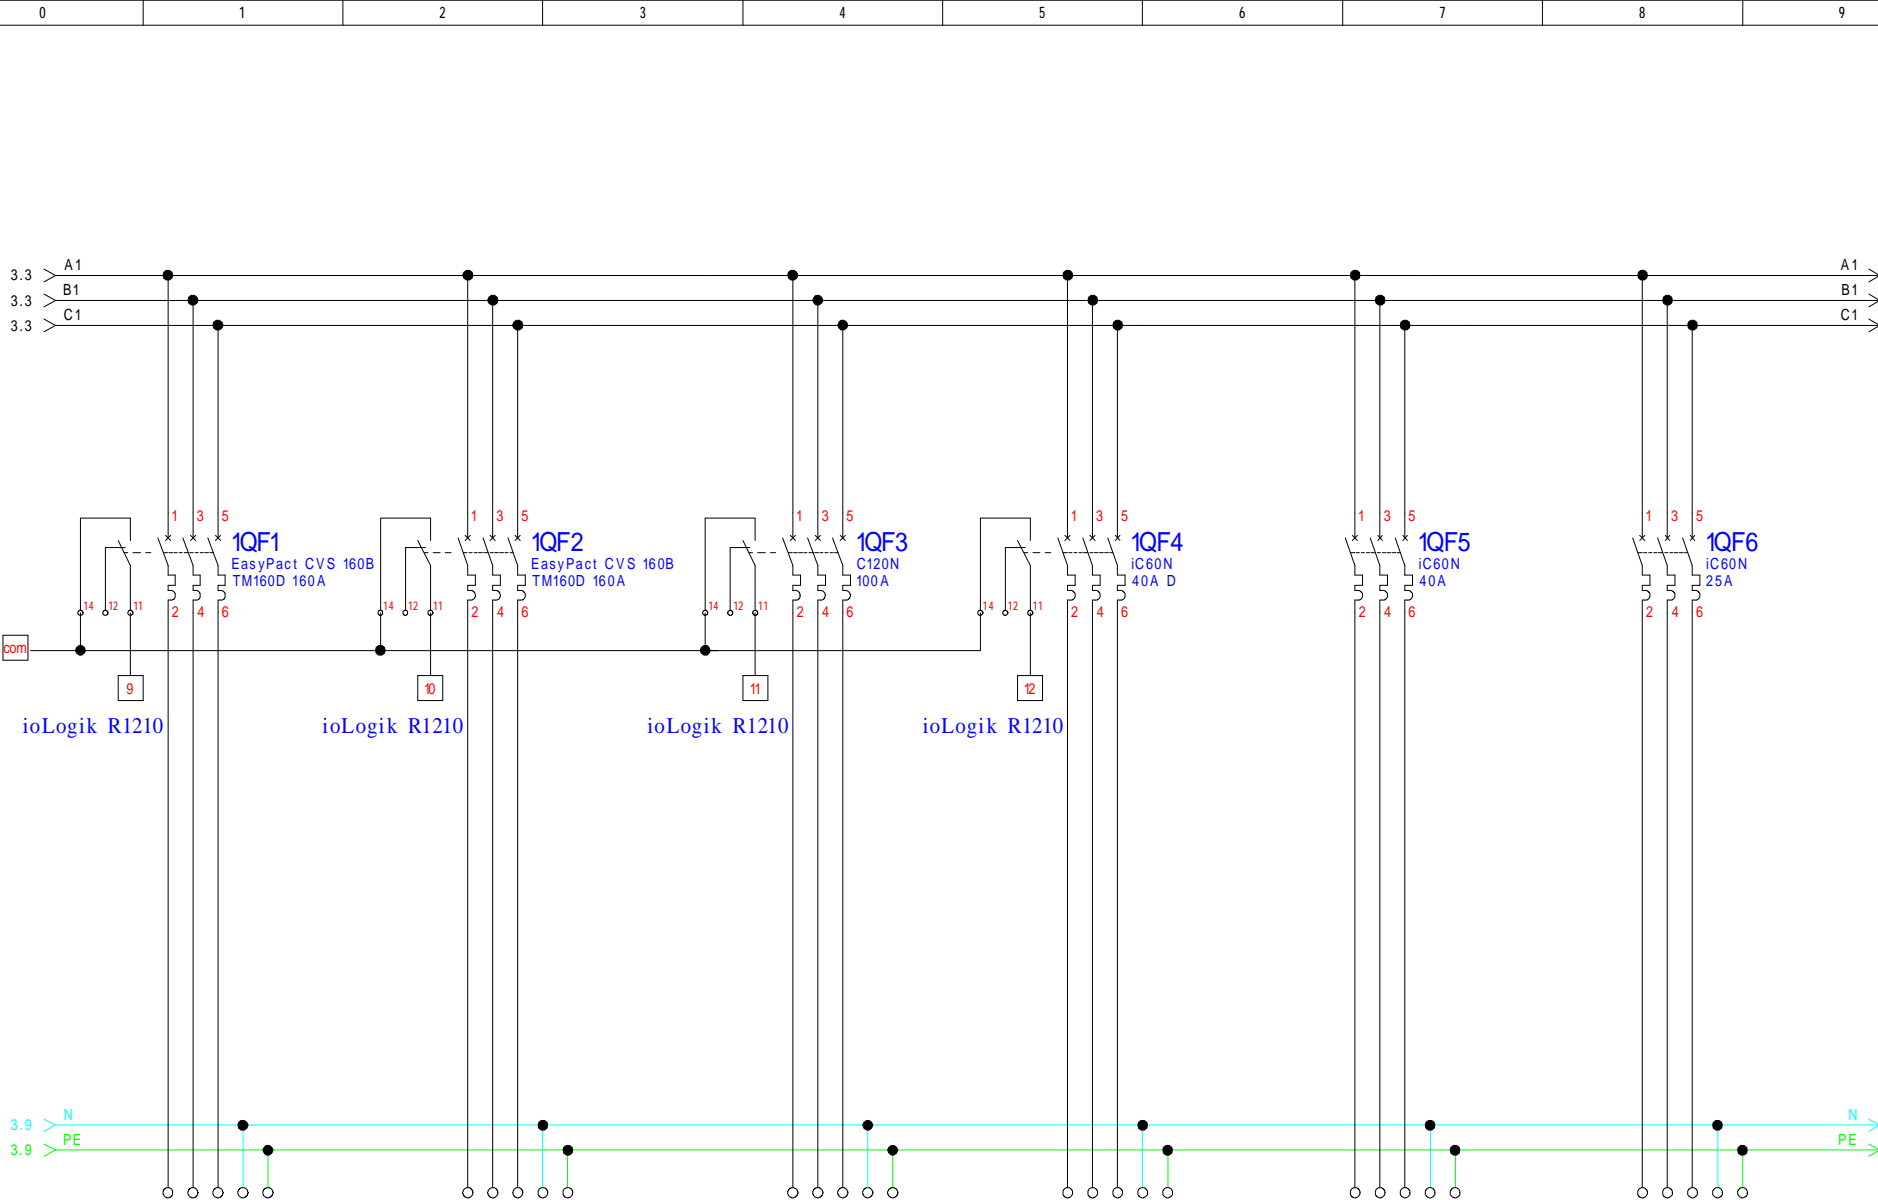 0 1 2 3 4 5 6 7 8 9
3.3 A1 A1
3.3 B1 B1
3.3 C1 C1
1 3 5 1 3 5 1 3 5 1 3 5 1 3 5 1 3 5
1QF1 1QF2 1QF3 1QF4 1QF5 1QF6
EasyPact CVS 160B EasyPact CVS 160B C120N iC60N iC60N iC60N
TM160D 160A TM160D 160A 100A 40A D 40A 25A
14 12 11 2 4 6 14 12 11 2 4 6 14 12 11 2 4 6 14 12 11 2 4 6 2 4 6 2 4 6
com
9 10 11 12
ioLogik R1210 ioLogik R1210 ioLogik R1210 ioLogik R1210
3.9 N N
3.9 PE PE